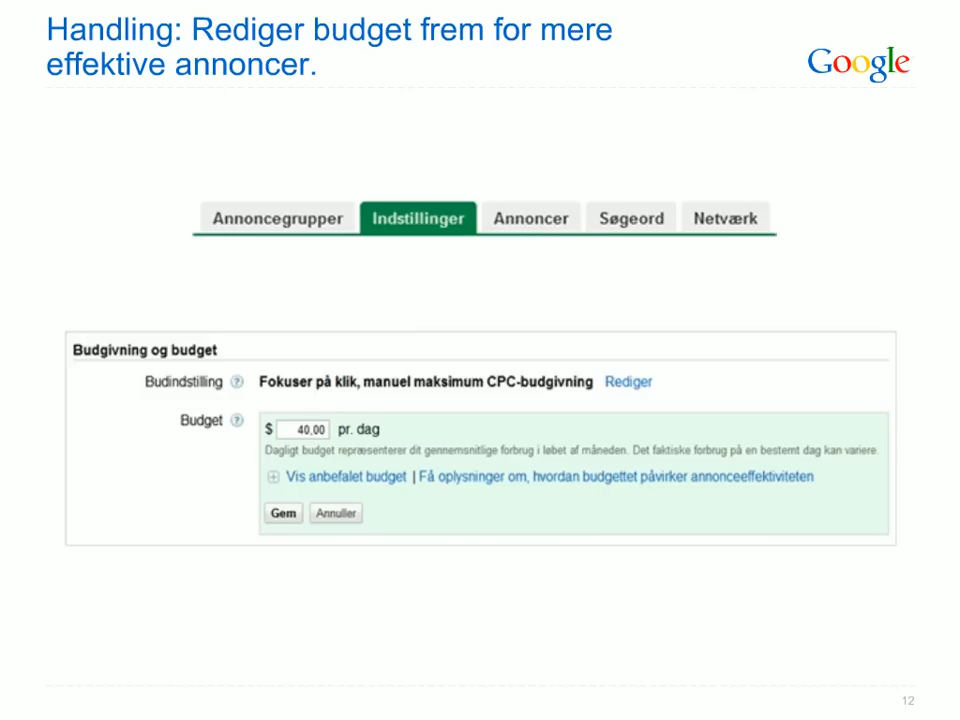 Handling: Rediger budget frem for mere
effektive annoncer.
Google
Annoncegrupper Indstillinger Annoncer Søgeord Netværk
Budgivning og budget
Budindstilling ? Fokuser på klik, manuel maksimum CPC-budgivning Rediger
Budget ? $ 40,00 pr. dag
Dagligt budget repræsenterer dit gennemsnitlige forbrug i løbet af måneden. Det faktiske forbrug på en bestemt dag kan variere.
Vis anbefalet budget | Få oplysninger om, hvordan budgettet påvirker annonceeffektiviteten
Gem Annuller
12